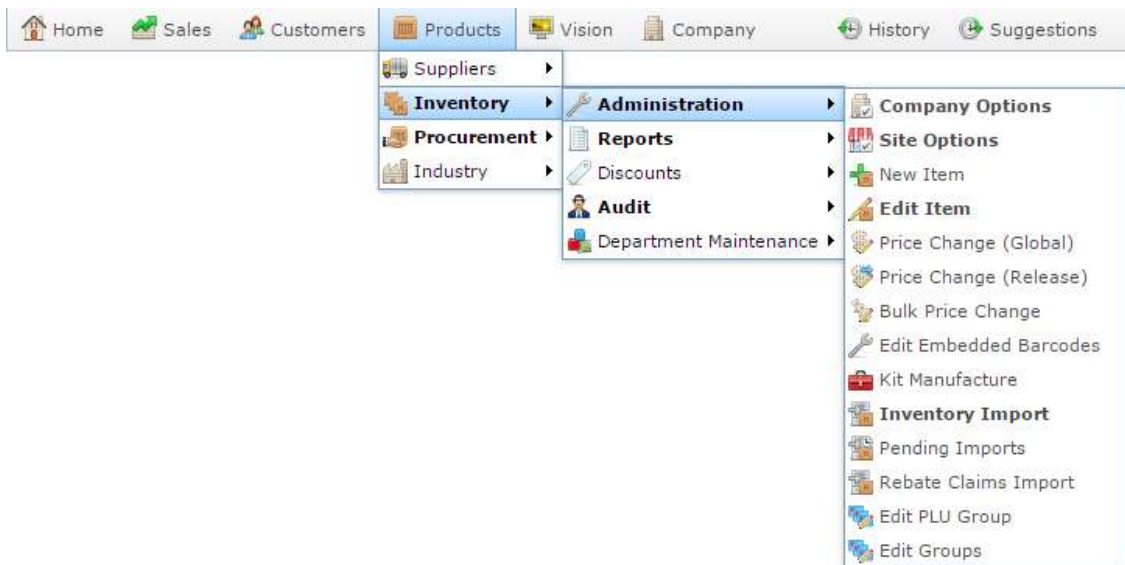 Home Sales Customers Products Vision Company History Suggestions
Suppliers
Inventory
Procurement
Industry
Administration
Reports
Discounts
Audit
Department Maintenance
Company Options
Site Options
New Item
Edit Item
Price Change (Global)
Price Change (Release)
Bulk Price Change
Edit Embedded Barcodes
Kit Manufacture
Inventory Import
Pending Imports
Rebate Claims Import
Edit PLU Group
Edit Groups